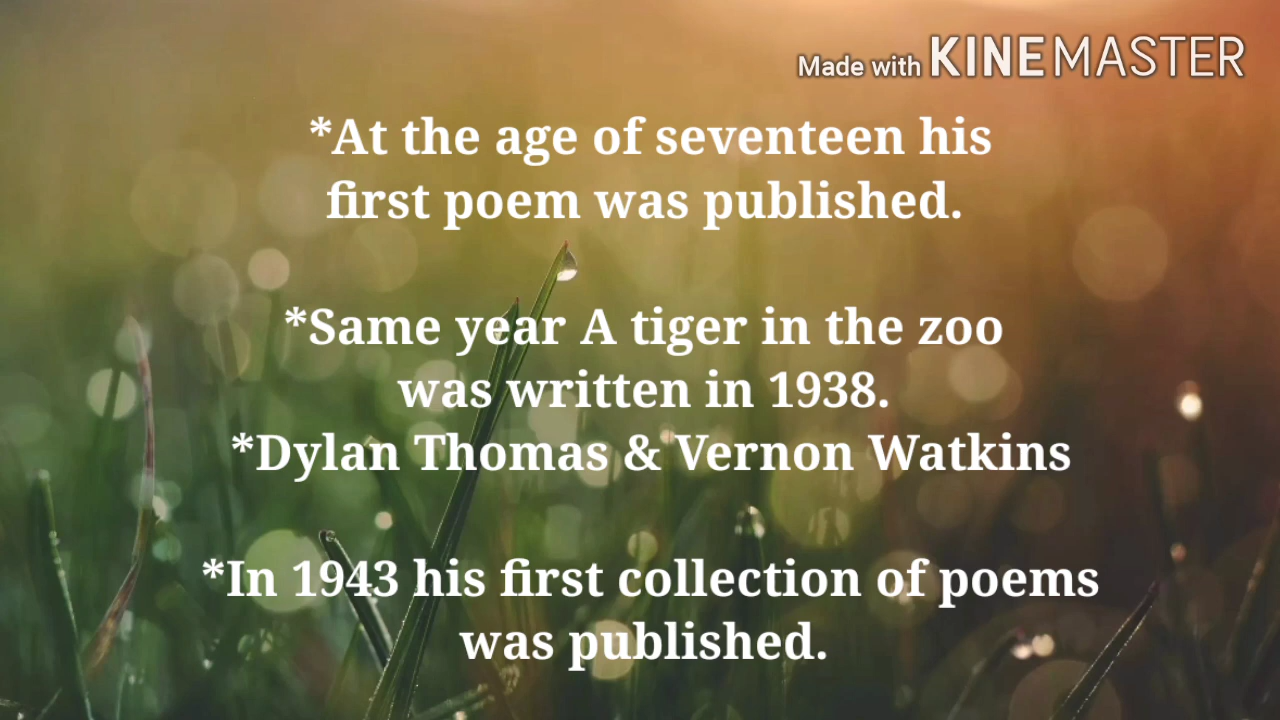 Made with KINEMASTER
*At the age of seventeen his
first poem was published.
*Same year A tiger in the zoo
was written in 1938.
*Dylan Thomas & Vernon Watkins
*In 1943 his first collection of poems
was published.